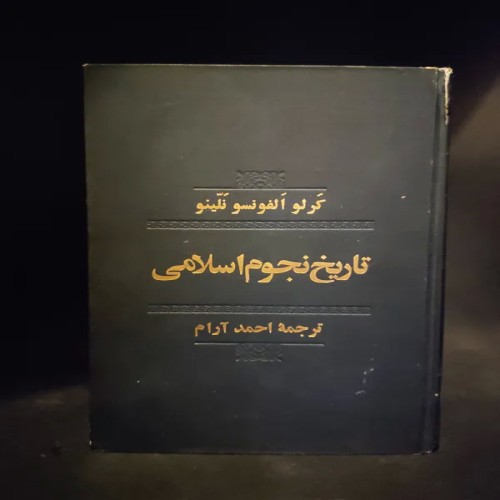 کَرلو اَلفونسو نَلّینو
تاریخ نجوم اسلامی
ترجمهٔ احمد آرام